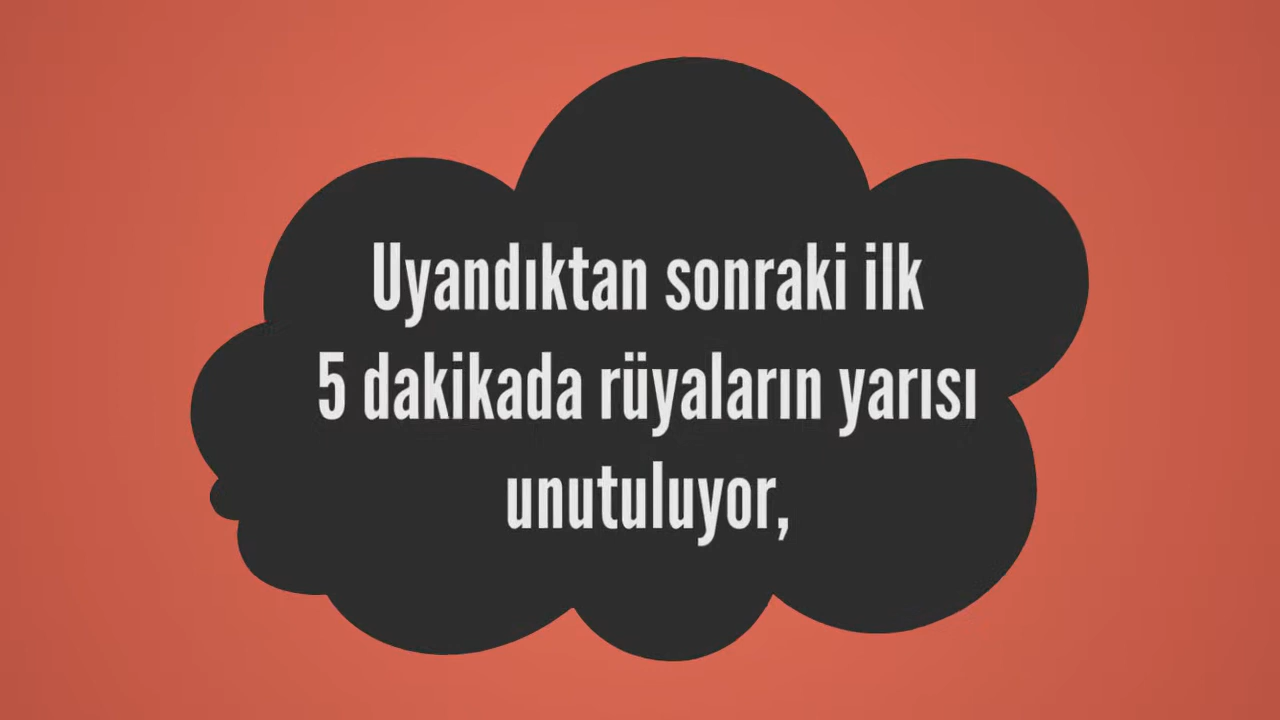 Uyandıktan sonraki ilk
5 dakikada rüyaların yarısı
unutuluyor,